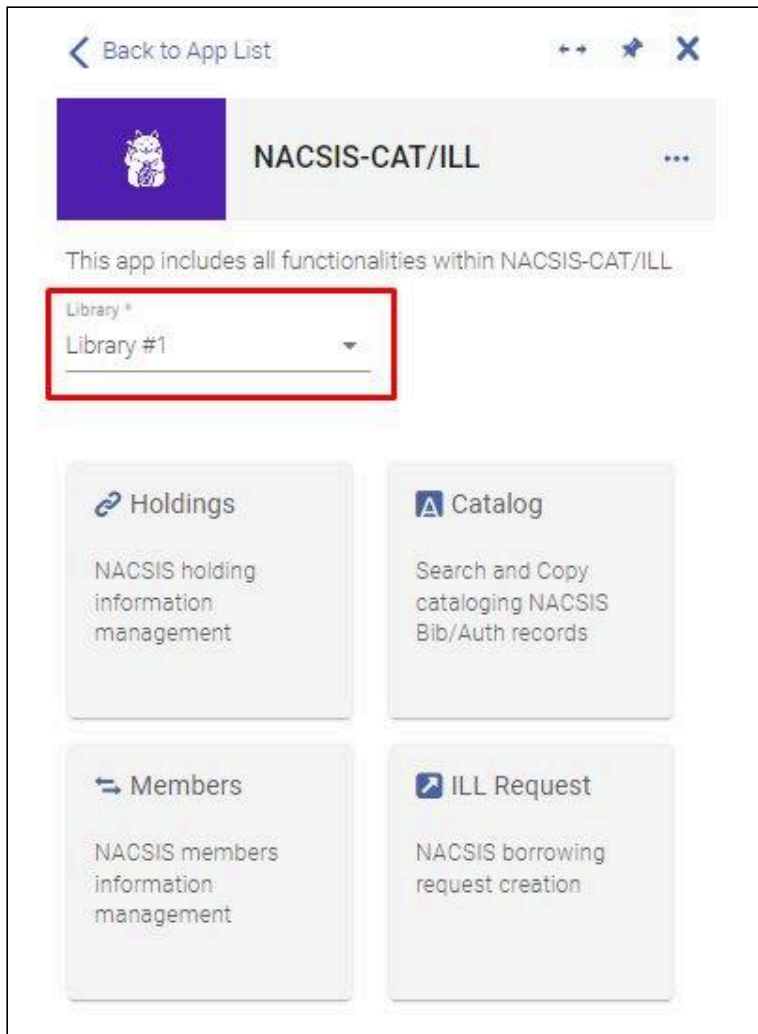 Back to App List
NACSIS-CAT/ILL
This app includes all functionalities within NACSIS-CAT/ILL
Library *
Library #1
Holdings
NACSIS holding
information
management
Catalog
Search and Copy
cataloging NACSIS
Bib/Auth records
Members
NACSIS members
information
management
ILL Request
NACSIS borrowing
request creation